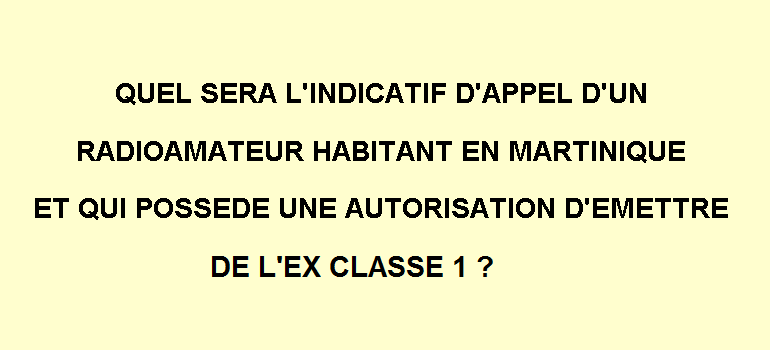 QUEL SERA L'INDICATIF D'APPEL D'UN
RADIOAMATEUR HABITANT EN MARTINIQUE
ET QUI POSSEDE UNE AUTORISATION D'EMETTRE
DE L'EX CLASSE 1 ?